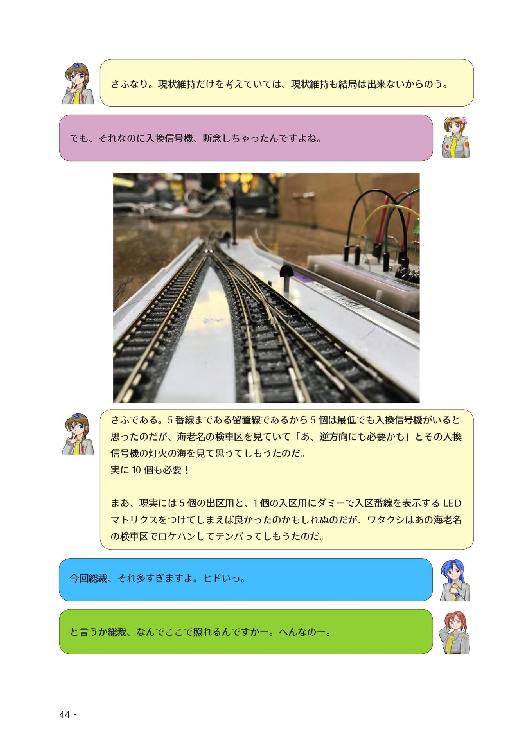 さふなり。現状維持だけを考えていては、現状維持も結局は出来ないからのう。
でも、それなのに入換信号機、断念しちゃったんですよね。
さふである。5番線まである留置線であるから5個は最低でも入換信号機がいると
思ったのだが、海老名の検車区を見ていて「あ、逆方向にも必要かも」とその入換
信号機の灯火の海を見て思うてしもうたのだ。
実に10個も必要！
まあ、現実には5個の出区用と、1個の入区用にダミーで入区番線を表示するLED
マトリクスをつけてしまえば良かったのかもしれぬのだが、ワタクシはあの海老名
の検車区でロケハンしてテンパってしもうたのだ。
今回総裁、それ多すぎますよ。ヒドいっ。
と言うか総裁、なんでここで照れるんですかー。へんなのー。
44 -